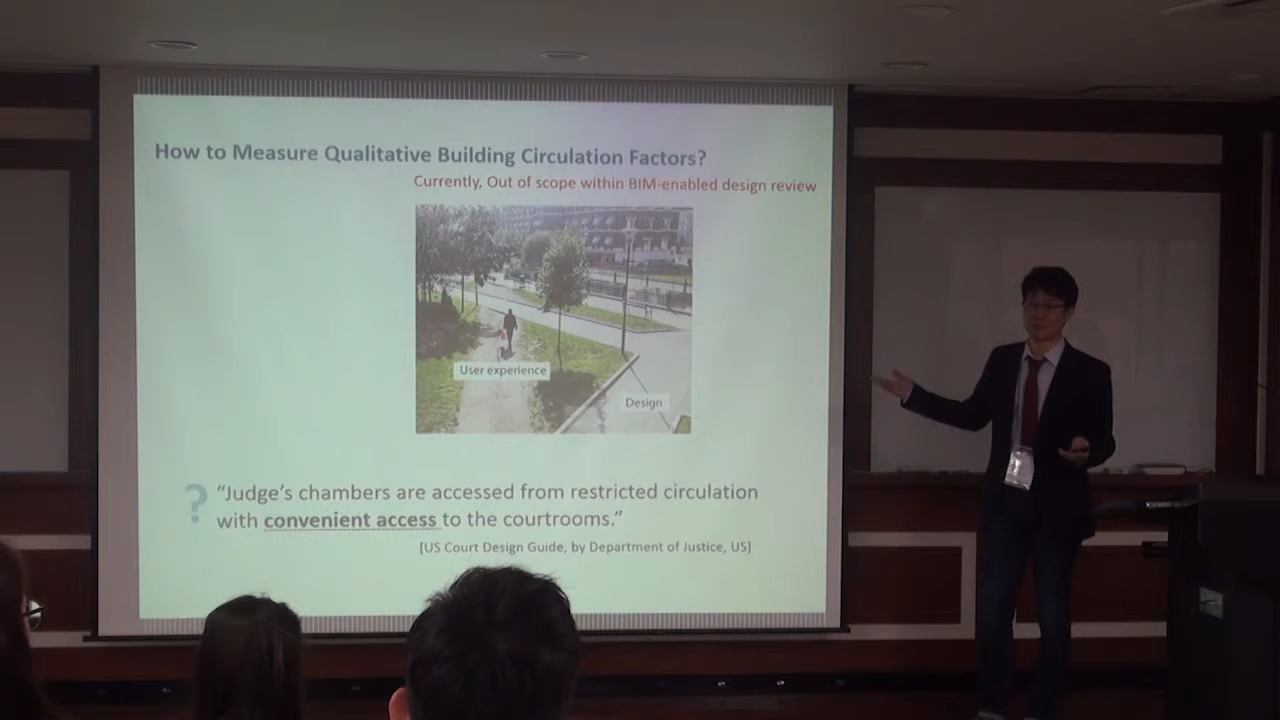 How to Measure Qualitative Building Circulation Factors?
Currently, Out of scope within BIM-enabled design review
User experience
Design
? “Judge’s chambers are accessed from restricted circulation
with convenient access to the courtrooms.”
[US Court Design Guide, by Department of Justice, US]